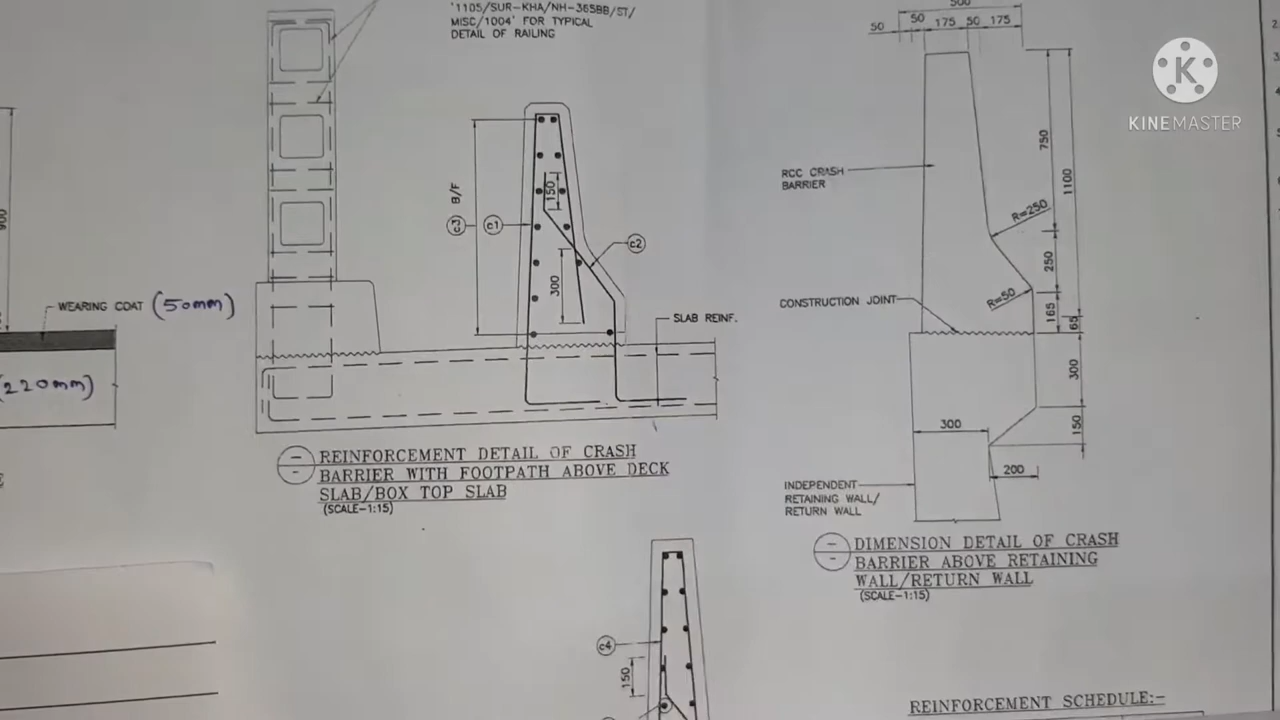 '1105/SUR-KHA/NH-365BB/ST/
MISC/1004' FOR TYPICAL
DETAIL OF RAILING
500
50 50 175 50 175
KINEMASTER
900
WEARING COAT (50mm)
(220mm)
B/F
c3
c1
150
c2
300
SLAB REINF.
REINFORCEMENT DETAIL OF CRASH
BARRIER WITH FOOTPATH ABOVE DECK
SLAB/BOX TOP SLAB
(SCALE-1:15)
RCC CRASH
BARRIER
750
1100
R=250
250
CONSTRUCTION JOINT
R=50
165
65
300
300
150
200
INDEPENDENT
RETAINING WALL/
RETURN WALL
DIMENSION DETAIL OF CRASH
BARRIER ABOVE RETAINING
WALL/RETURN WALL
(SCALE-1:15)
c4
150
REINFORCEMENT SCHEDULE:-